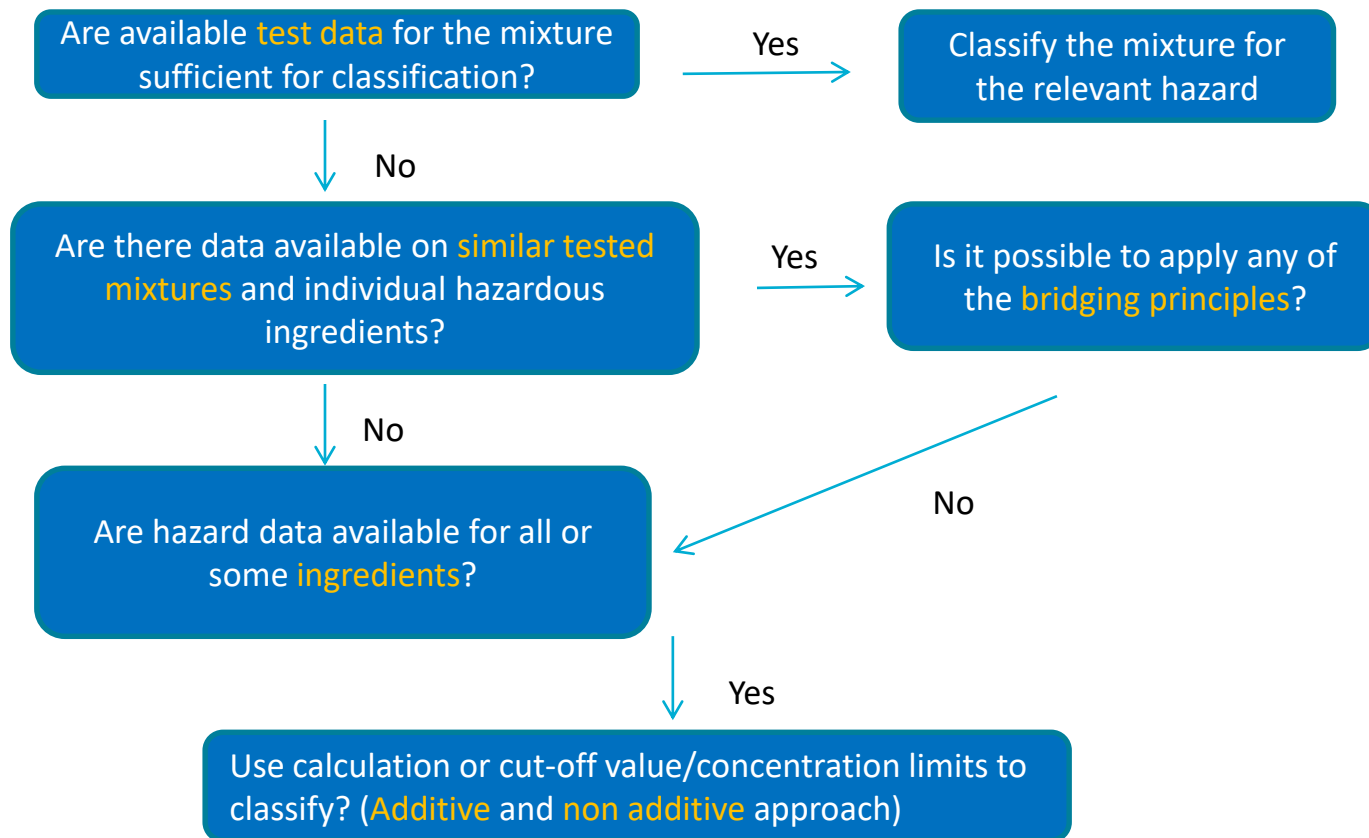 Are available test data for the mixture
sufficient for classification?
Yes
Classify the mixture for
the relevant hazard
No
Are there data available on similar tested
mixtures and individual hazardous
ingredients?
Yes
Is it possible to apply any of
the bridging principles?
No
No
Are hazard data available for all or
some ingredients?
Yes
Use calculation or cut-off value/concentration limits to
classify? (Additive and non additive approach)